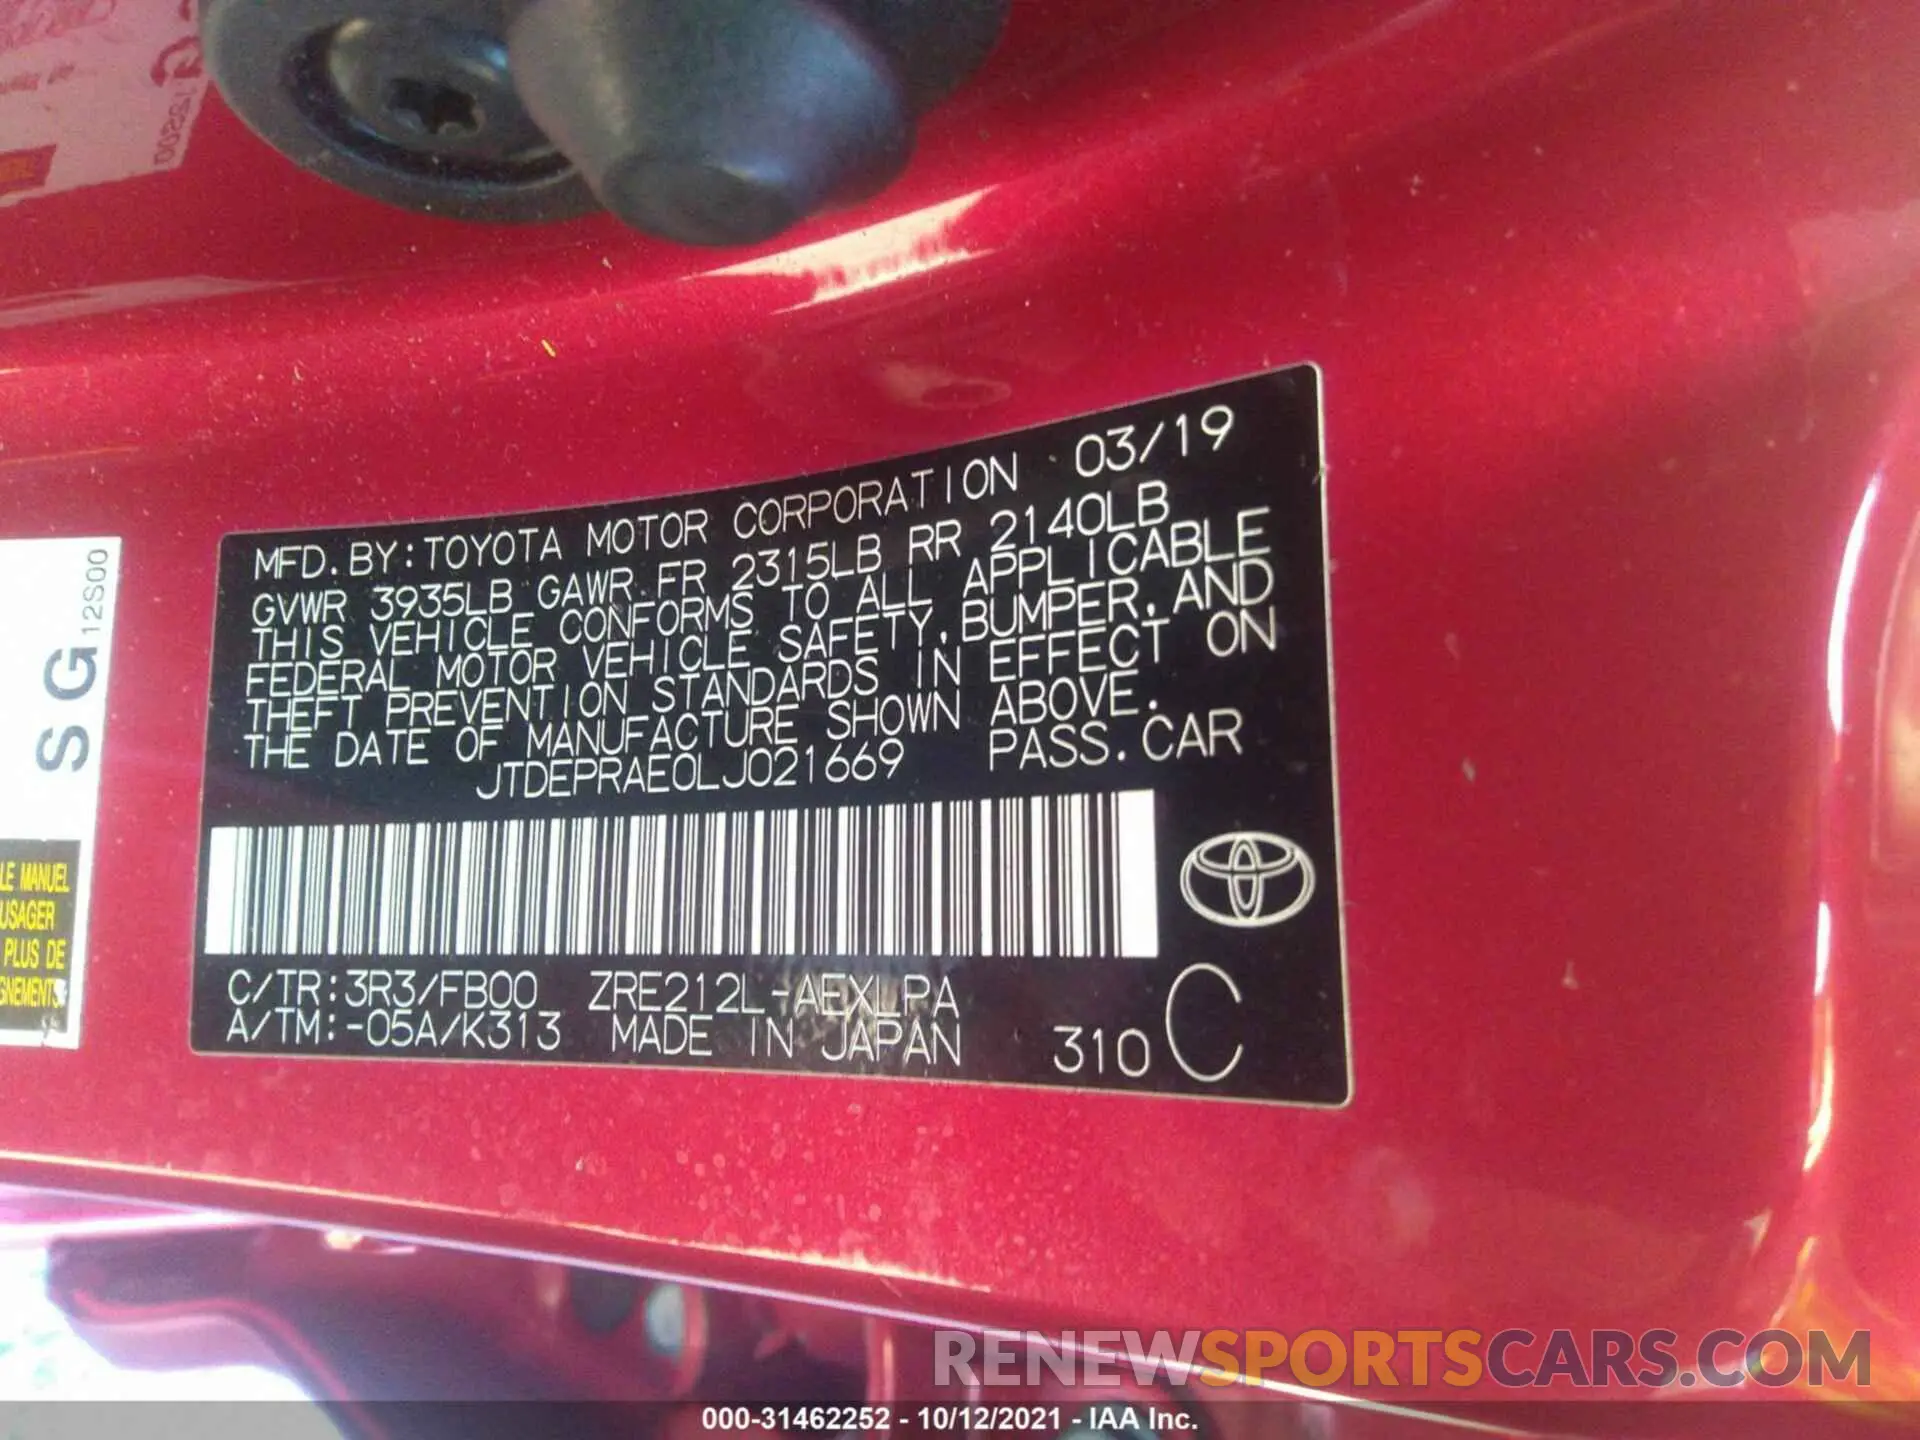 12S00
MFD.BY:TOYOTA MOTOR CORPORATION 03/19
GVWR 3935LB GAWR FR 2315LB RR 2140LB
THIS VEHICLE CONFORMS TO ALL APPLICABLE
FEDERAL MOTOR VEHICLE SAFETY,BUMPER,AND
THEFT PREVENTION STANDARDS IN EFFECT ON
THE DATE OF MANUFACTURE SHOWN ABOVE.
JTDEPRAE0LJ021669 PASS.CAR
C/TR:3R3/FB00 ZRE212L-AEXLPA
A/TM:-05A/K313 MADE IN JAPAN
310 C
SG 12S00
LE MANUEL
USAGER
PLUS DE
GNEMENTS
RENEWSPORTSCARS.COM
000-31462252 - 10/12/2021 - IAA Inc.